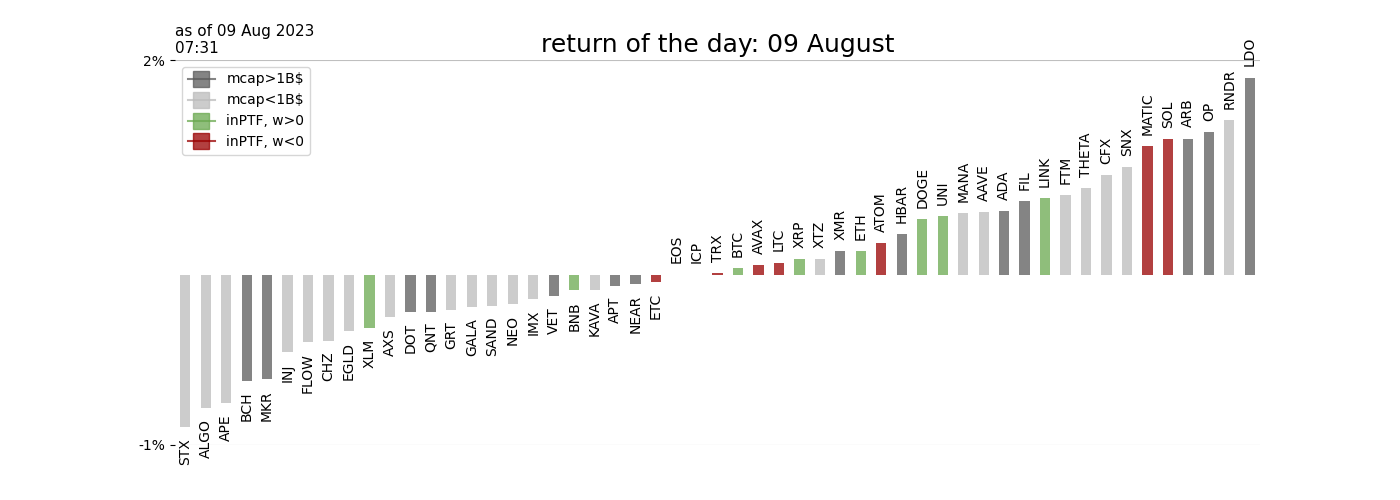 as of 09 Aug 2023
07:31
return of the day: 09 August
2%
mcap>1B$
mcap<1B$
inPTF, w>0
inPTF, w<0
-1%
STX
ALGO
APE
BCH
MKR
INJ
FLOW
CHZ
EGLD
XLM
AXS
DOT
QNT
GRT
GALA
SAND
NEO
IMX
VET
BNB
KAVA
APT
NEAR
ETC
EOS
ICP
TRX
BTC
AVAX
LTC
XRP
XTZ
XMR
ETH
ATOM
HBAR
DOGE
UNI
MANA
AAVE
ADA
FIL
LINK
FTM
THETA
CFX
SNX
MATIC
SOL
ARB
OP
RNDR
LDO